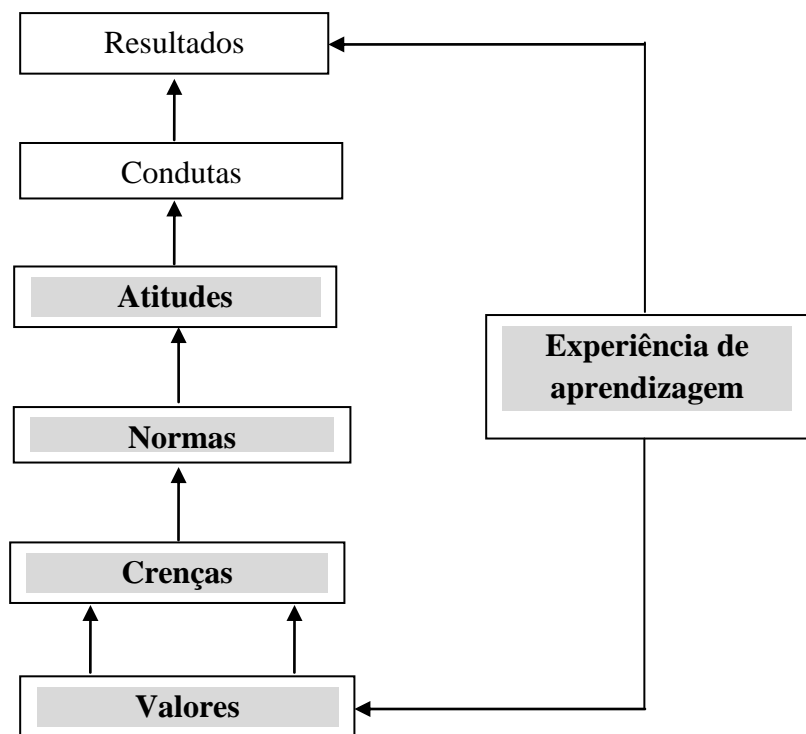 Resultados
Condutas
Atitudes
Experiência de
aprendizagem
Normas
Crenças
Valores